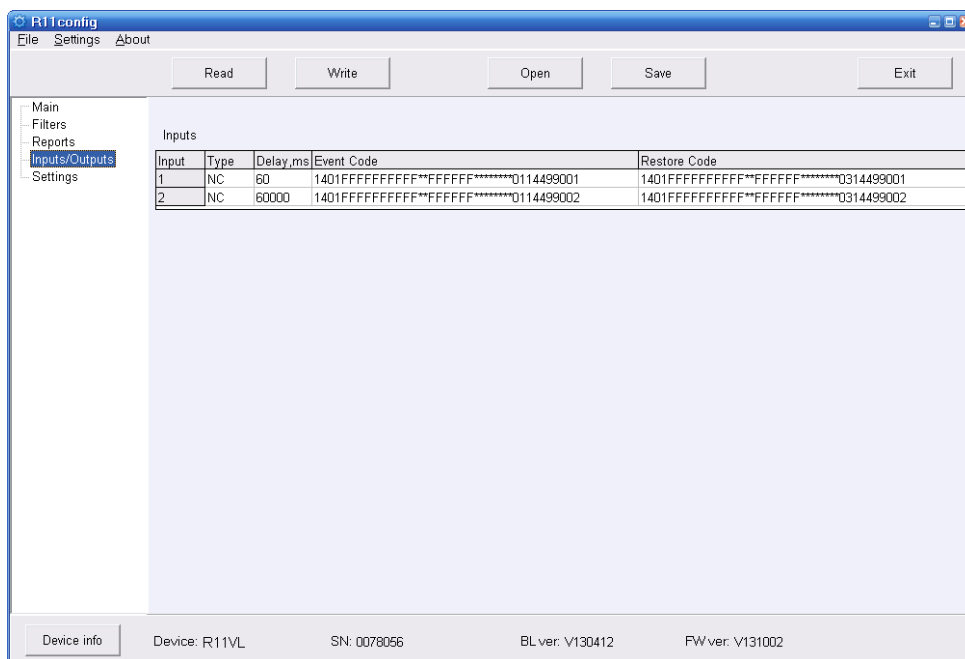 R11config
File Settings About
Read Write Open Save Exit
Main
Filters
Reports
Inputs/Outputs
Settings
Inputs
Input Type Delay,ms Event Code Restore Code
1 NC 60 1401FFFFFFFFFF**FFFFFF********0114499001 1401FFFFFFFFFF**FFFFFF********0314499001
2 NC 60000 1401FFFFFFFFFF**FFFFFF********0114499002 1401FFFFFFFFFF**FFFFFF********0314499002
Device info Device: R11VL SN: 0078056 BL ver: V130412 FW ver: V131002